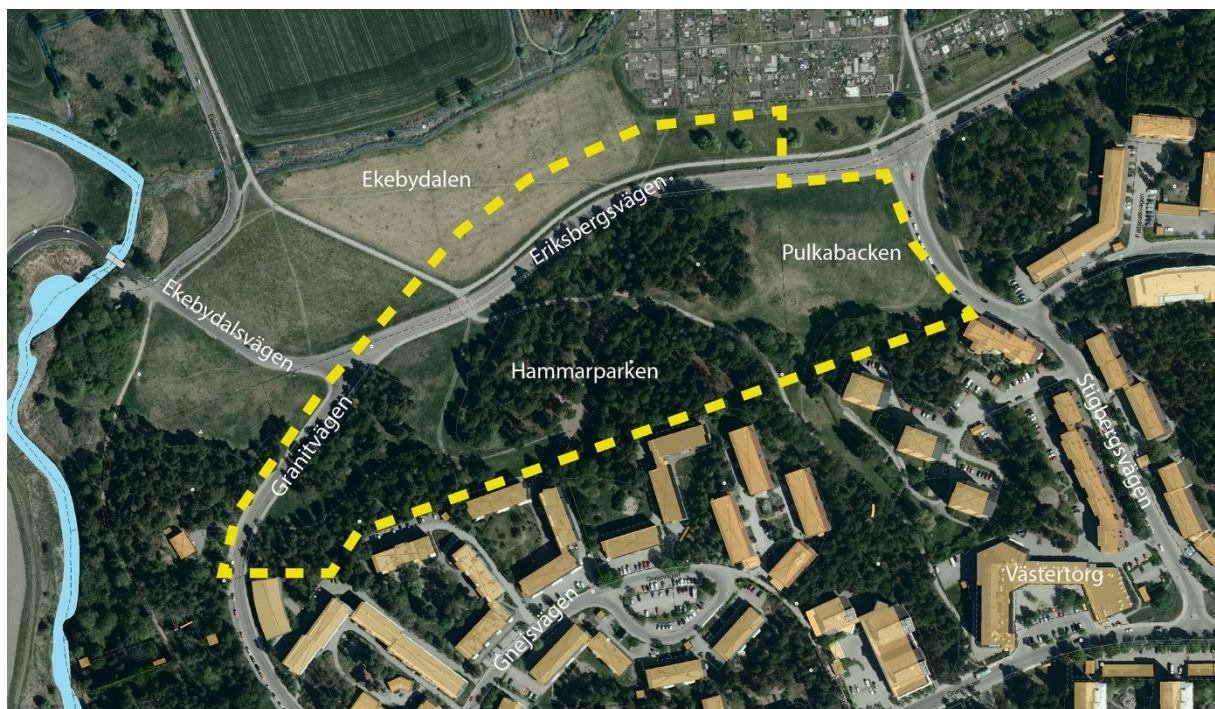 Ekebydalen
Eriksbergsvägen
Pulkabacken
Ekebydalsvägen
Hammarparken
Granitvägen
Stigbergsvägen
Västertorg
Gnejsvägen